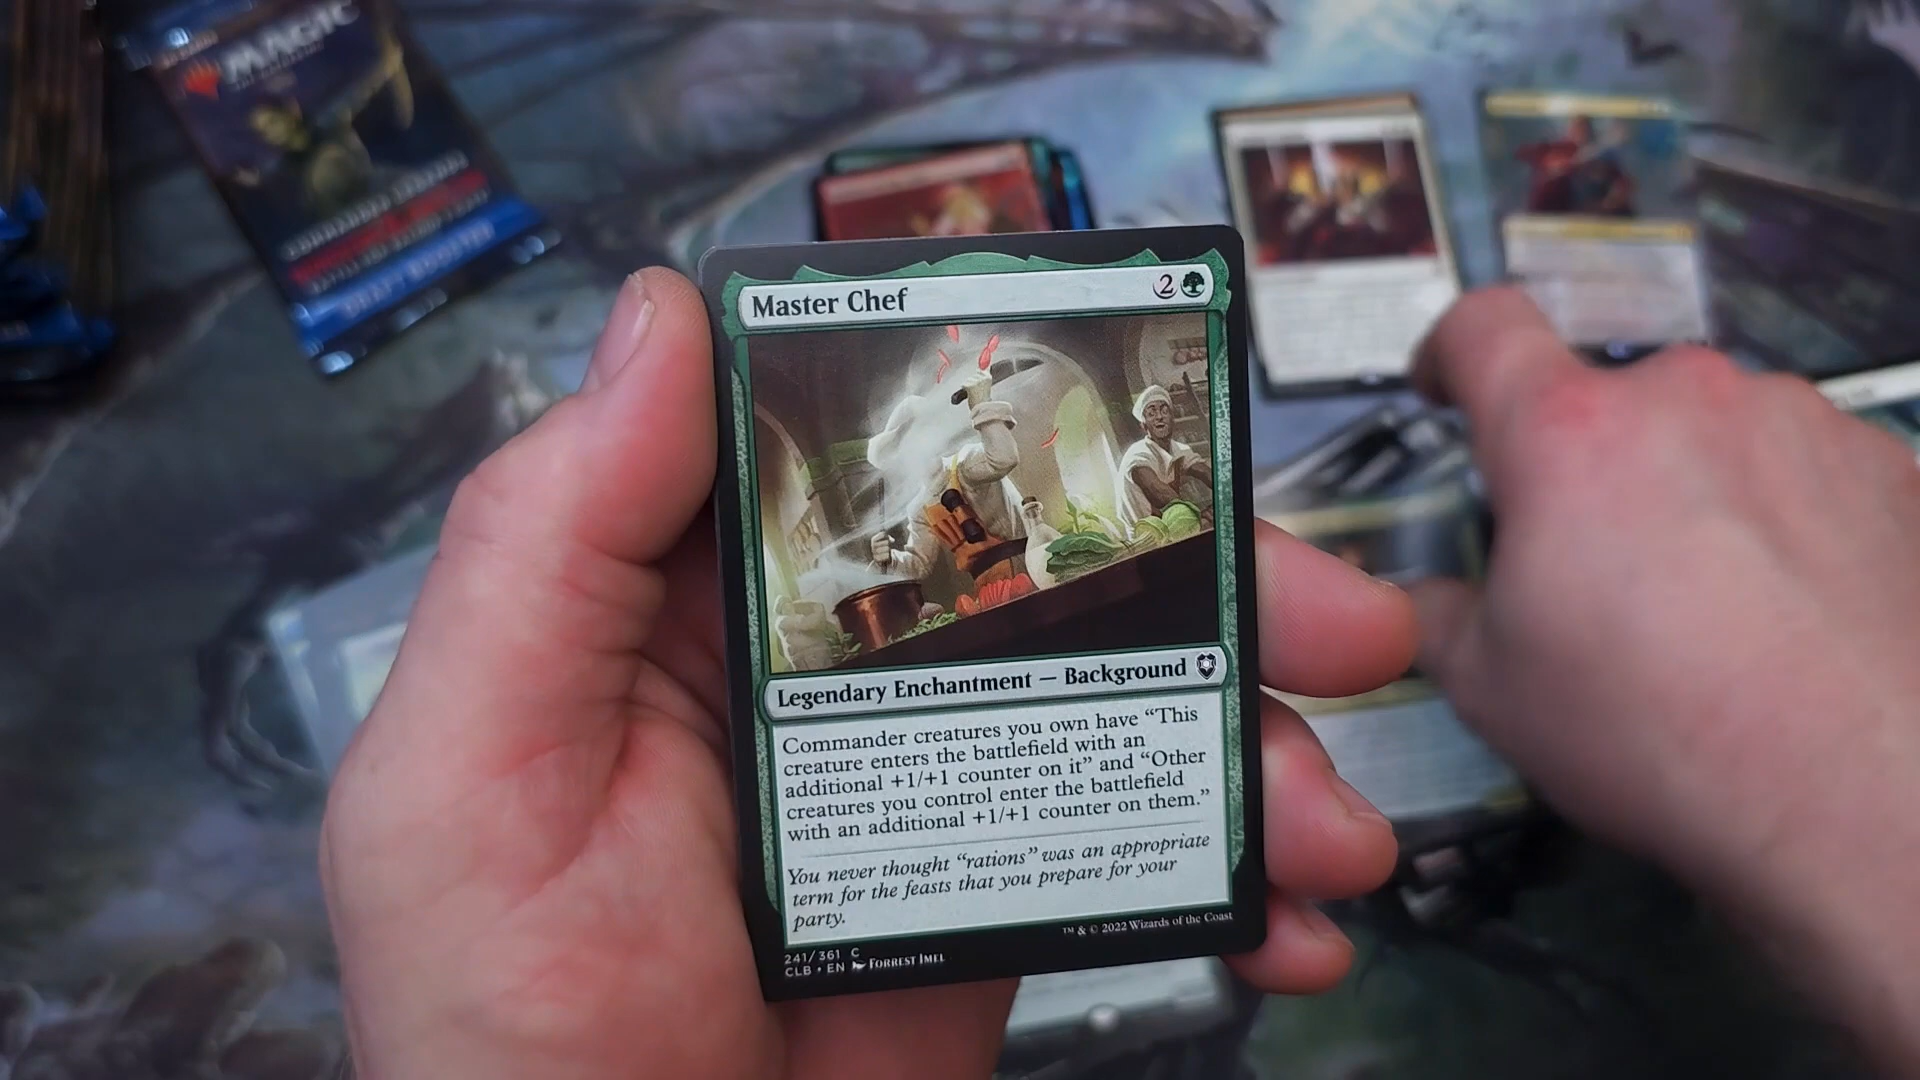 MAGIC
DRAFT BOOSTER
Master Chef
2
Legendary Enchantment — Background
Commander creatures you own have “This
creature enters the battlefield with an
additional +1/+1 counter on it” and “Other
creatures you control enter the battlefield
with an additional +1/+1 counter on them.”
You never thought “rations” was an appropriate
term for the feasts that you prepare for your
party.
™ & © 2022 Wizards of the Coast
241/361 C
CLB • EN FORREST IMEL